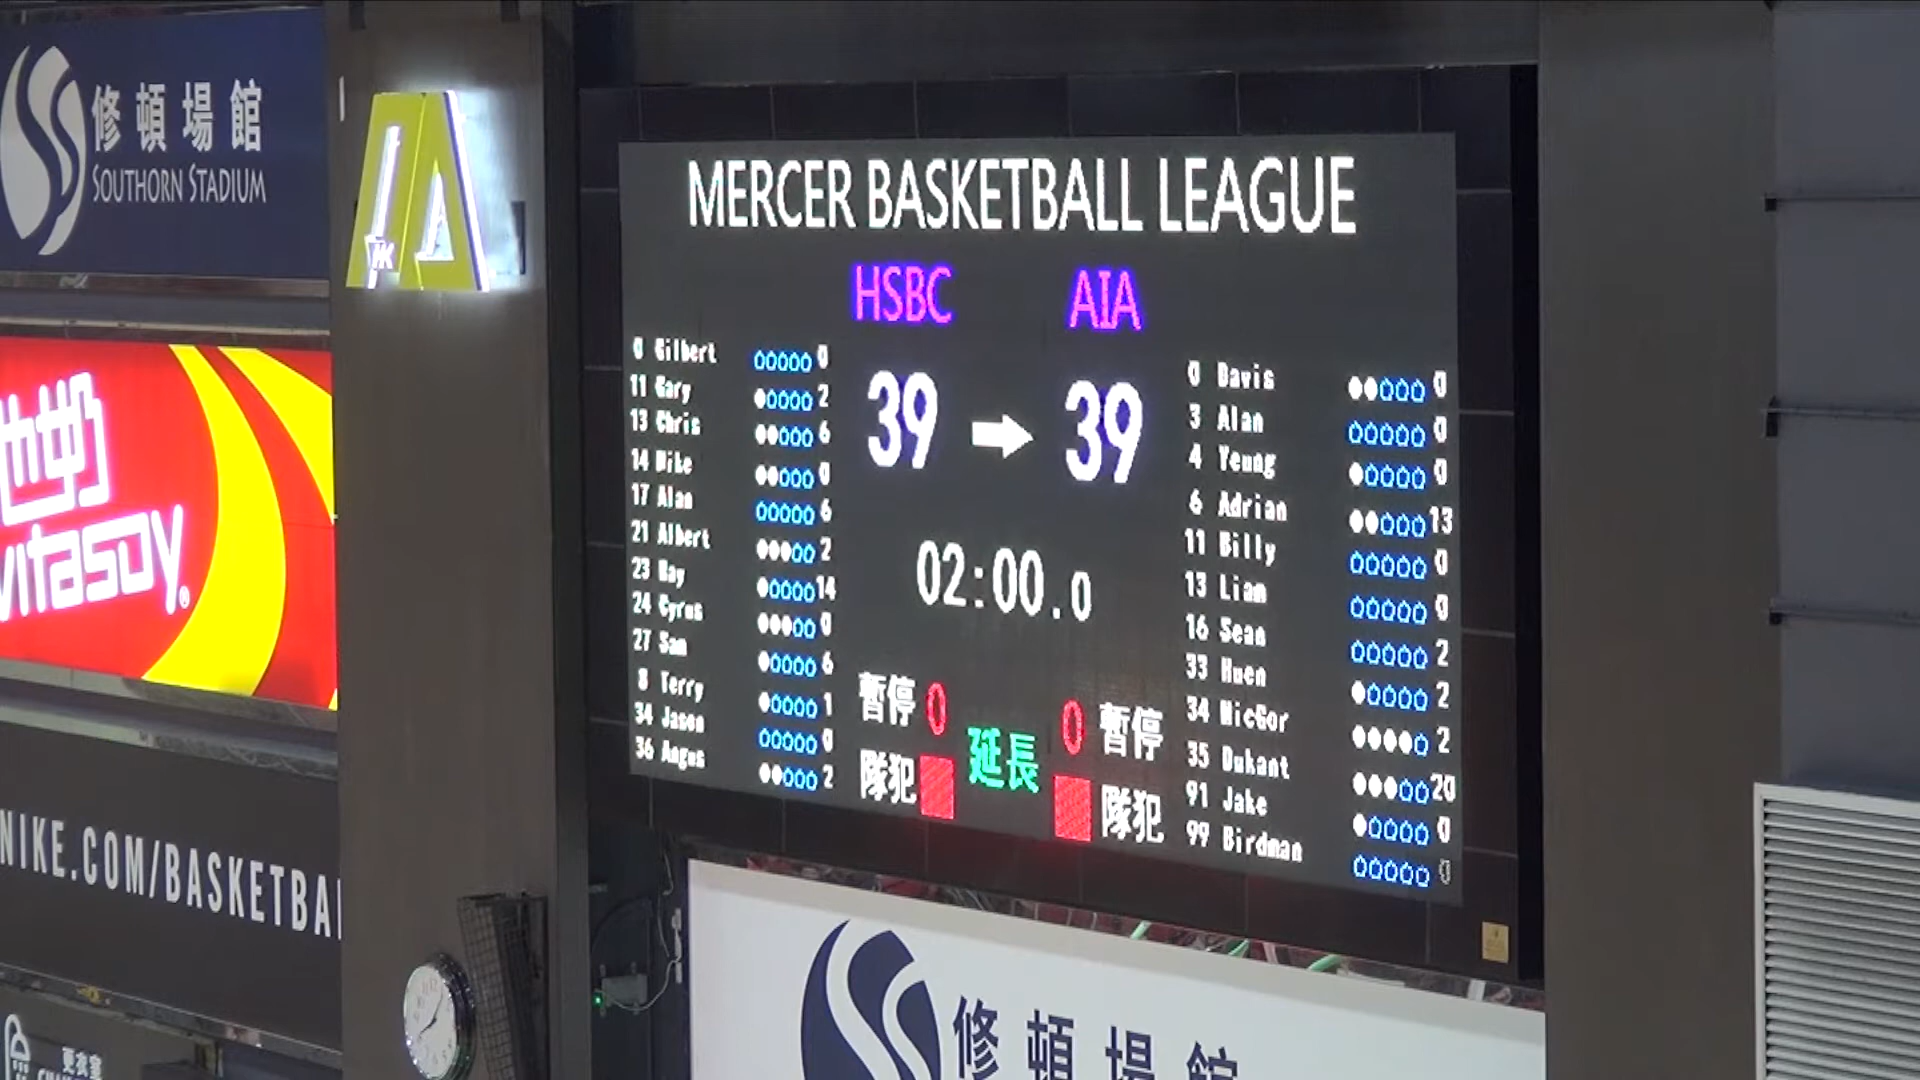 修頓場館
SOUTHORN STADIUM
HK
vitasoy
NIKE.COM/BASKETBA
更衣室
MERCER BASKETBALL LEAGUE
HSBC AIA
39 39
02:00.0
0 Gilbert 0
11 Gary 2
13 Chris 6
14 Mike 0
17 Alan 6
21 Albert 2
23 Ray 14
24 Cyrus 0
27 Sam 6
8 Terry 1
34 Jason 0
36 Angus 2
暫停 0
隊犯
延長
0 暫停
隊犯
0 Davis 0
3 Alan 0
4 Yeung 0
6 Adrian 13
11 Billy 0
13 Liam 0
16 Sean 2
33 Huen 2
34 MicGor 2
35 Dukant 20
91 Jake 0
99 Birdman 0
修頓場館